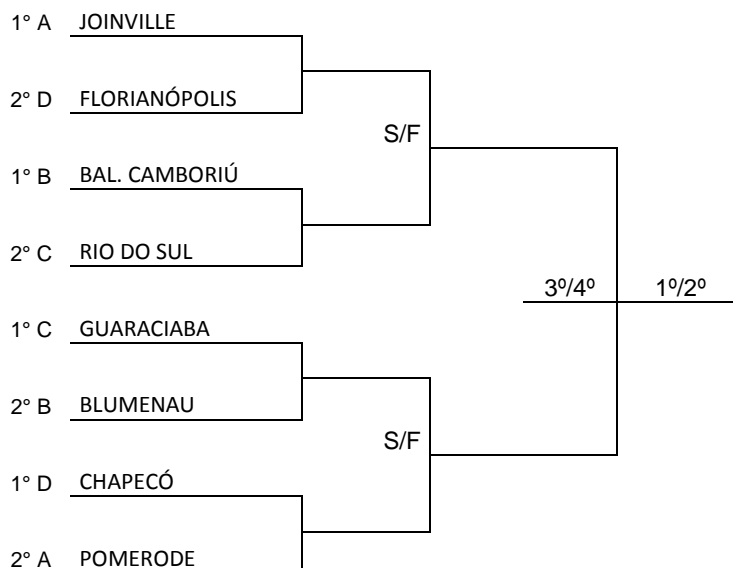 1° A JOINVILLE
2° D FLORIANÓPOLIS
S/F
1° B BAL. CAMBORIÚ
2° C RIO DO SUL
3º/4º 1º/2º
1° C GUARACIABA
2° B BLUMENAU
S/F
1° D CHAPECÓ
2° A POMERODE